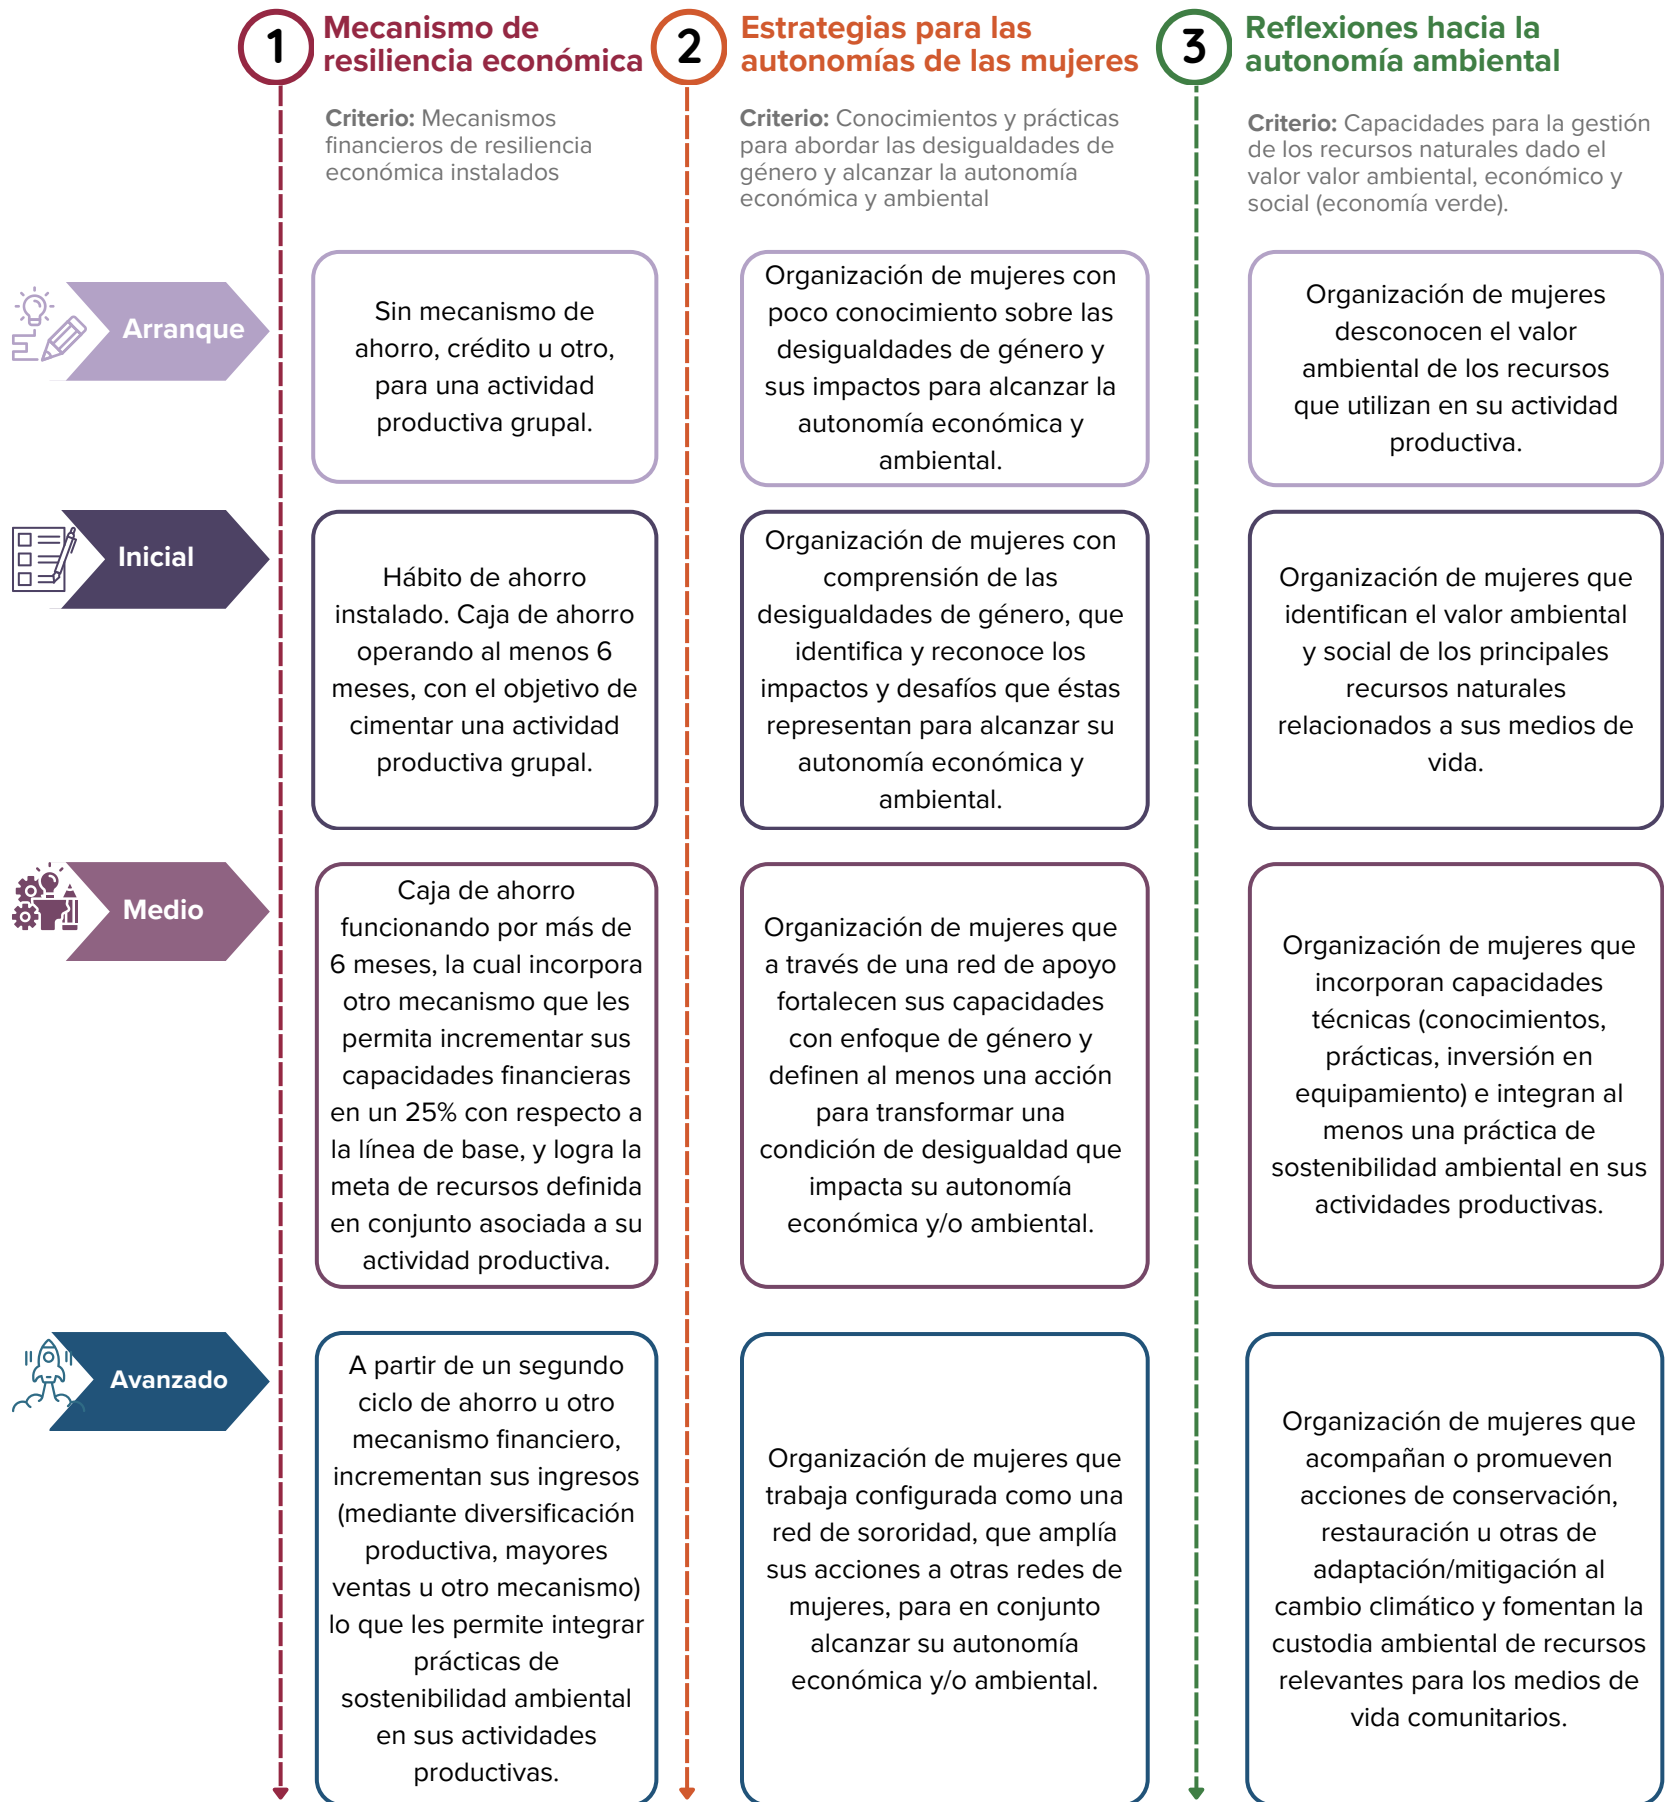 1
Mecanismo de
resiliencia económica
2
Estrategias para las
autonomías de las mujeres
3
Reflexiones hacia la
autonomía ambiental
Criterio: Mecanismos
financieros de resiliencia
económica instalados
Criterio: Conocimientos y prácticas
para abordar las desigualdades de
género y alcanzar la autonomía
económica y ambiental
Criterio: Capacidades para la gestión
de los recursos naturales dado el
valor valor ambiental, económico y
social (economía verde).
Arranque
Sin mecanismo de
ahorro, crédito u otro,
para una actividad
productiva grupal.
Organización de mujeres con
poco conocimiento sobre las
desigualdades de género y
sus impactos para alcanzar la
autonomía económica y
ambiental.
Organización de mujeres
desconocen el valor
ambiental de los recursos
que utilizan en su actividad
productiva.
Inicial
Hábito de ahorro
instalado. Caja de ahorro
operando al menos 6
meses, con el objetivo de
cimentar una actividad
productiva grupal.
Organización de mujeres con
comprensión de las
desigualdades de género, que
identifica y reconoce los
impactos y desafíos que éstas
representan para alcanzar su
autonomía económica y
ambiental.
Organización de mujeres que
identifican el valor ambiental
y social de los principales
recursos naturales
relacionados a sus medios de
vida.
Medio
Caja de ahorro
funcionando por más de
6 meses, la cual incorpora
otro mecanismo que les
permita incrementar sus
capacidades financieras
en un 25% con respecto a
la línea de base, y logra la
meta de recursos definida
en conjunto asociada a su
actividad productiva.
Organización de mujeres que
a través de una red de apoyo
fortalecen sus capacidades
con enfoque de género y
definen al menos una acción
para transformar una
condición de desigualdad que
impacta su autonomía
económica y/o ambiental.
Organización de mujeres que
incorporan capacidades
técnicas (conocimientos,
prácticas, inversión en
equipamiento) e integran al
menos una práctica de
sostenibilidad ambiental en sus
actividades productivas.
Avanzado
A partir de un segundo
ciclo de ahorro u otro
mecanismo financiero,
incrementan sus ingresos
(mediante diversificación
productiva, mayores
ventas u otro mecanismo)
lo que les permite integrar
prácticas de
sostenibilidad ambiental
en sus actividades
productivas.
Organización de mujeres que
trabaja configurada como una
red de sororidad, que amplía
sus acciones a otras redes de
mujeres, para en conjunto
alcanzar su autonomía
económica y/o ambiental.
Organización de mujeres que
acompañan o promueven
acciones de conservación,
restauración u otras de
adaptación/mitigación al
cambio climático y fomentan la
custodia ambiental de recursos
relevantes para los medios de
vida comunitarios.